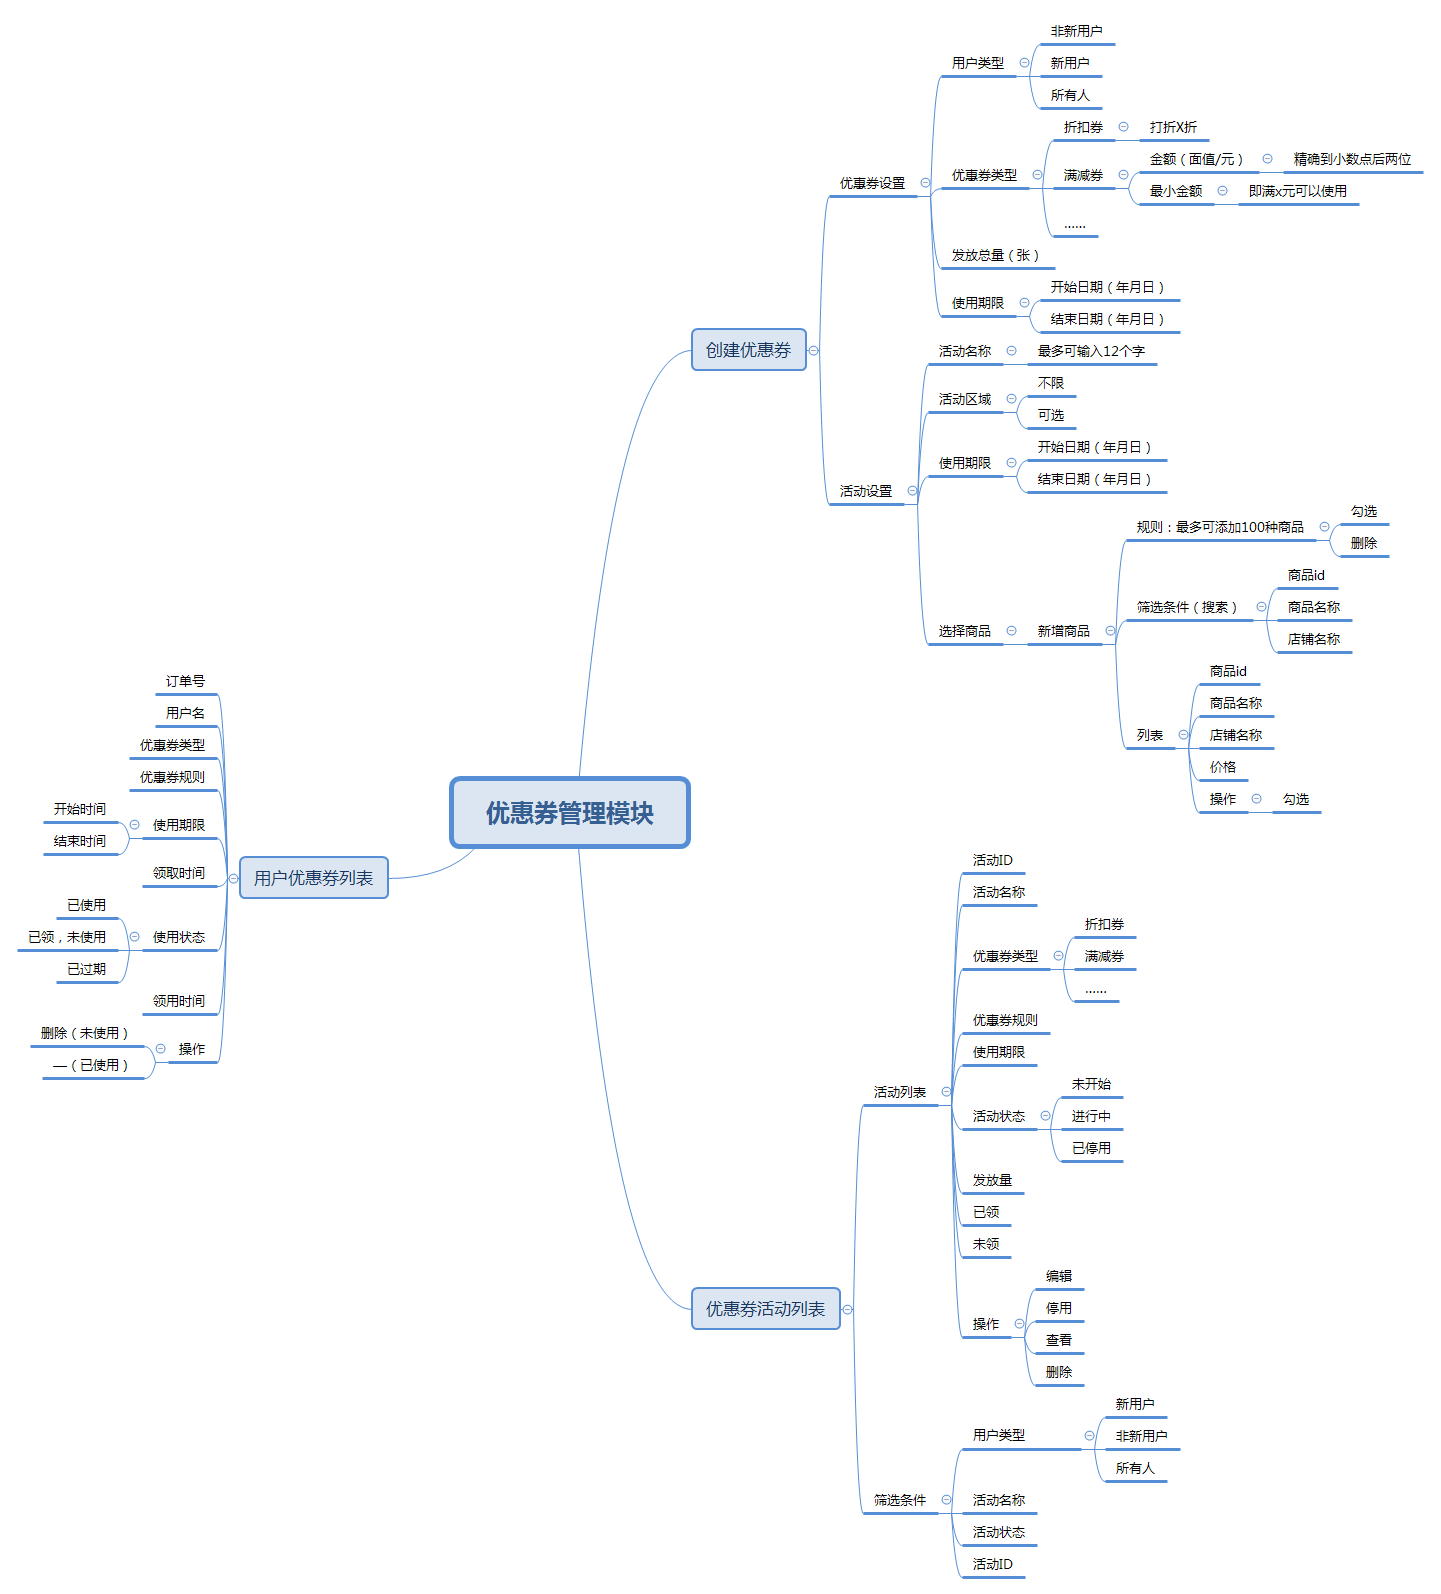 优惠券管理模块
创建优惠券
优惠券设置
用户类型
非新用户
新用户
所有人
优惠券类型
折扣券
打折X折
满减券
金额（面值/元）
精确到小数点后两位
最小金额
即满x元可以使用
……
发放总量（张）
使用期限
开始日期（年月日）
结束日期（年月日）
活动设置
活动名称
最多可输入12个字
活动区域
不限
可选
使用期限
开始日期（年月日）
结束日期（年月日）
选择商品
新增商品
规则：最多可添加100种商品
勾选
删除
筛选条件（搜索）
商品id
商品名称
店铺名称
列表
商品id
商品名称
店铺名称
价格
操作
勾选
优惠券活动列表
活动列表
活动ID
活动名称
优惠券类型
折扣券
满减券
……
优惠券规则
使用期限
活动状态
未开始
进行中
已停用
发放量
已领
未领
操作
编辑
停用
查看
删除
筛选条件
用户类型
新用户
非新用户
所有人
活动名称
活动状态
活动ID
用户优惠券列表
订单号
用户名
优惠券类型
优惠券规则
使用期限
开始时间
结束时间
领取时间
使用状态
已使用
已领，未使用
已过期
领用时间
操作
删除（未使用）
—（已使用）